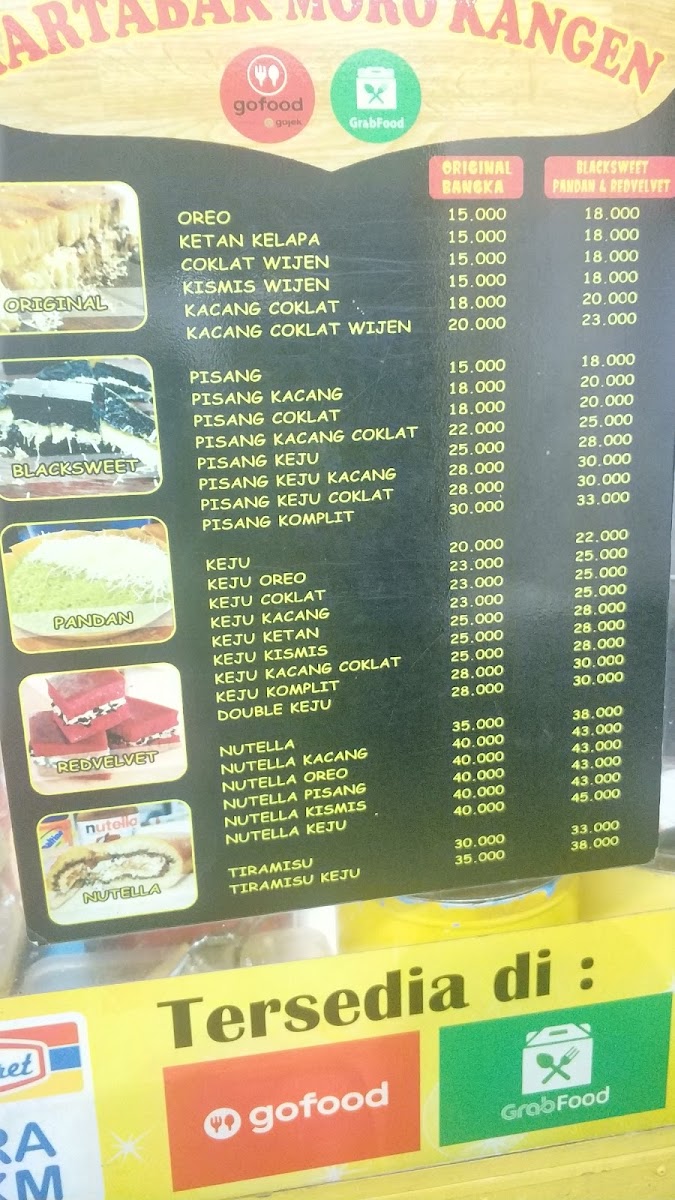 ARTABAK MORO KANGEN
gofood
gojek
GrabFood
ORIGINAL BANGKA
BLACKSWEET PANDAN & REDVELVET
OREO 15.000 18.000
KETAN KELAPA 15.000 18.000
COKLAT WIJEN 15.000 18.000
KISMIS WIJEN 15.000 18.000
KACANG COKLAT 18.000 20.000
KACANG COKLAT WIJEN 20.000 23.000
PISANG 15.000 18.000
PISANG KACANG 18.000 20.000
PISANG COKLAT 18.000 20.000
PISANG KACANG COKLAT 22.000 25.000
PISANG KEJU 25.000 28.000
PISANG KEJU KACANG 28.000 30.000
PISANG KEJU COKLAT 28.000 30.000
PISANG KOMPLIT 30.000 33.000
KEJU 20.000 22.000
KEJU OREO 23.000 25.000
KEJU COKLAT 23.000 25.000
KEJU KACANG 23.000 25.000
KEJU KETAN 25.000 28.000
KEJU KISMIS 25.000 28.000
KEJU KACANG COKLAT 25.000 28.000
KEJU KOMPLIT 28.000 30.000
DOUBLE KEJU 28.000 30.000
NUTELLA 35.000 38.000
NUTELLA KACANG 40.000 43.000
NUTELLA OREO 40.000 43.000
NUTELLA PISANG 40.000 43.000
NUTELLA KISMIS 40.000 43.000
NUTELLA KEJU 40.000 45.000
TIRAMISU 30.000 33.000
TIRAMISU KEJU 35.000 38.000
ORIGINAL
BLACKSWEET
PANDAN
REDVELVET
nutella
NUTELLA
Tersedia di :
gofood
GrabFood
ret
RA
KM